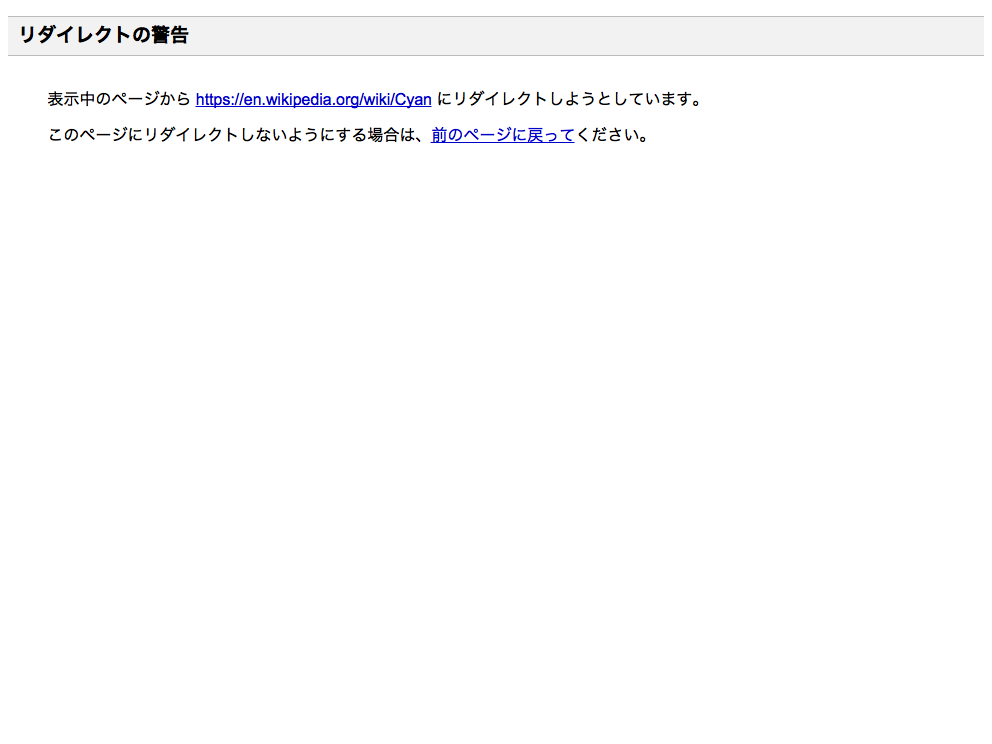 リダイレクトの警告
表示中のページから https://en.wikipedia.org/wiki/Cyan にリダイレクトしようとしています。
このページにリダイレクトしないようにする場合は、前のページに戻ってください。